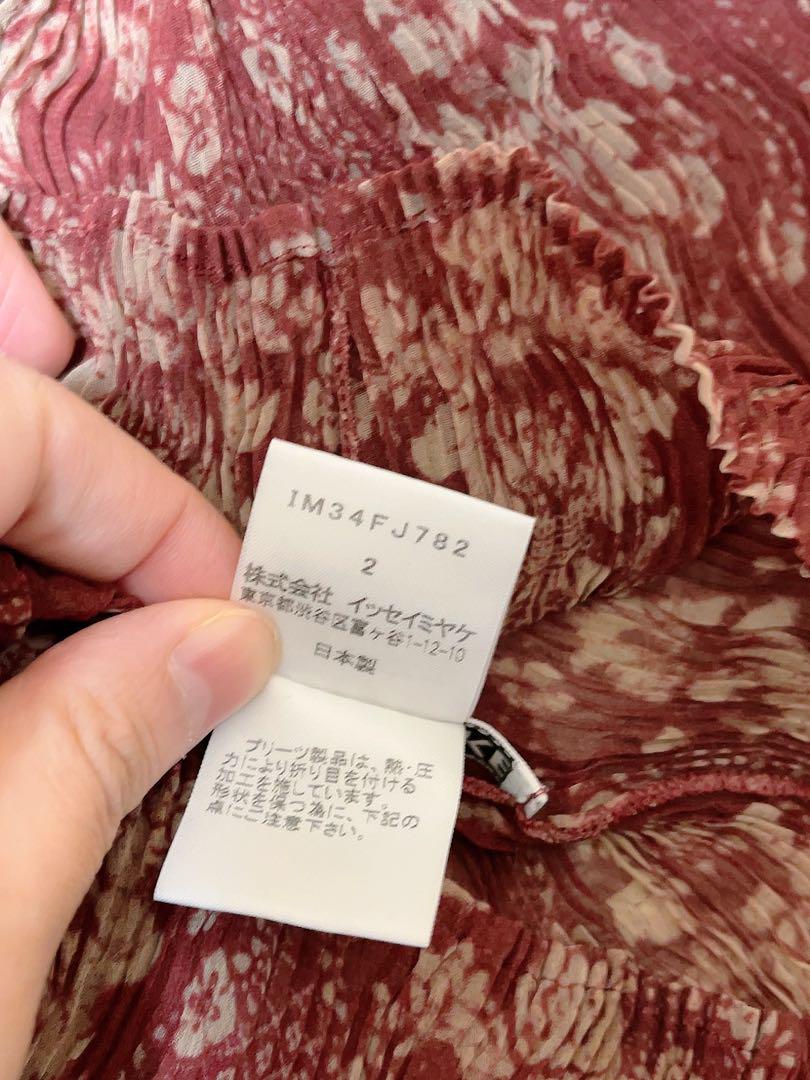 IM34FJ782
2
株式会社 イッセイミヤケ
東京都渋谷区富ヶ谷1-12-10
日本製
プリーツ製品は、熱・圧
力により折り目を付ける
加工を施しています。
形状を保つ為に、下記の
点にご注意下さい。